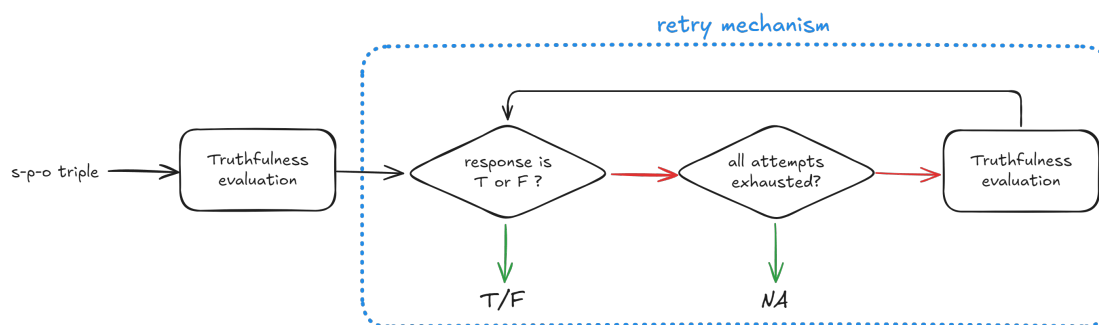 retry mechanism
s-p-o triple
Truthfulness
evaluation
response is
T or F ?
all attempts
exhausted?
Truthfulness
evaluation
T/F
NA